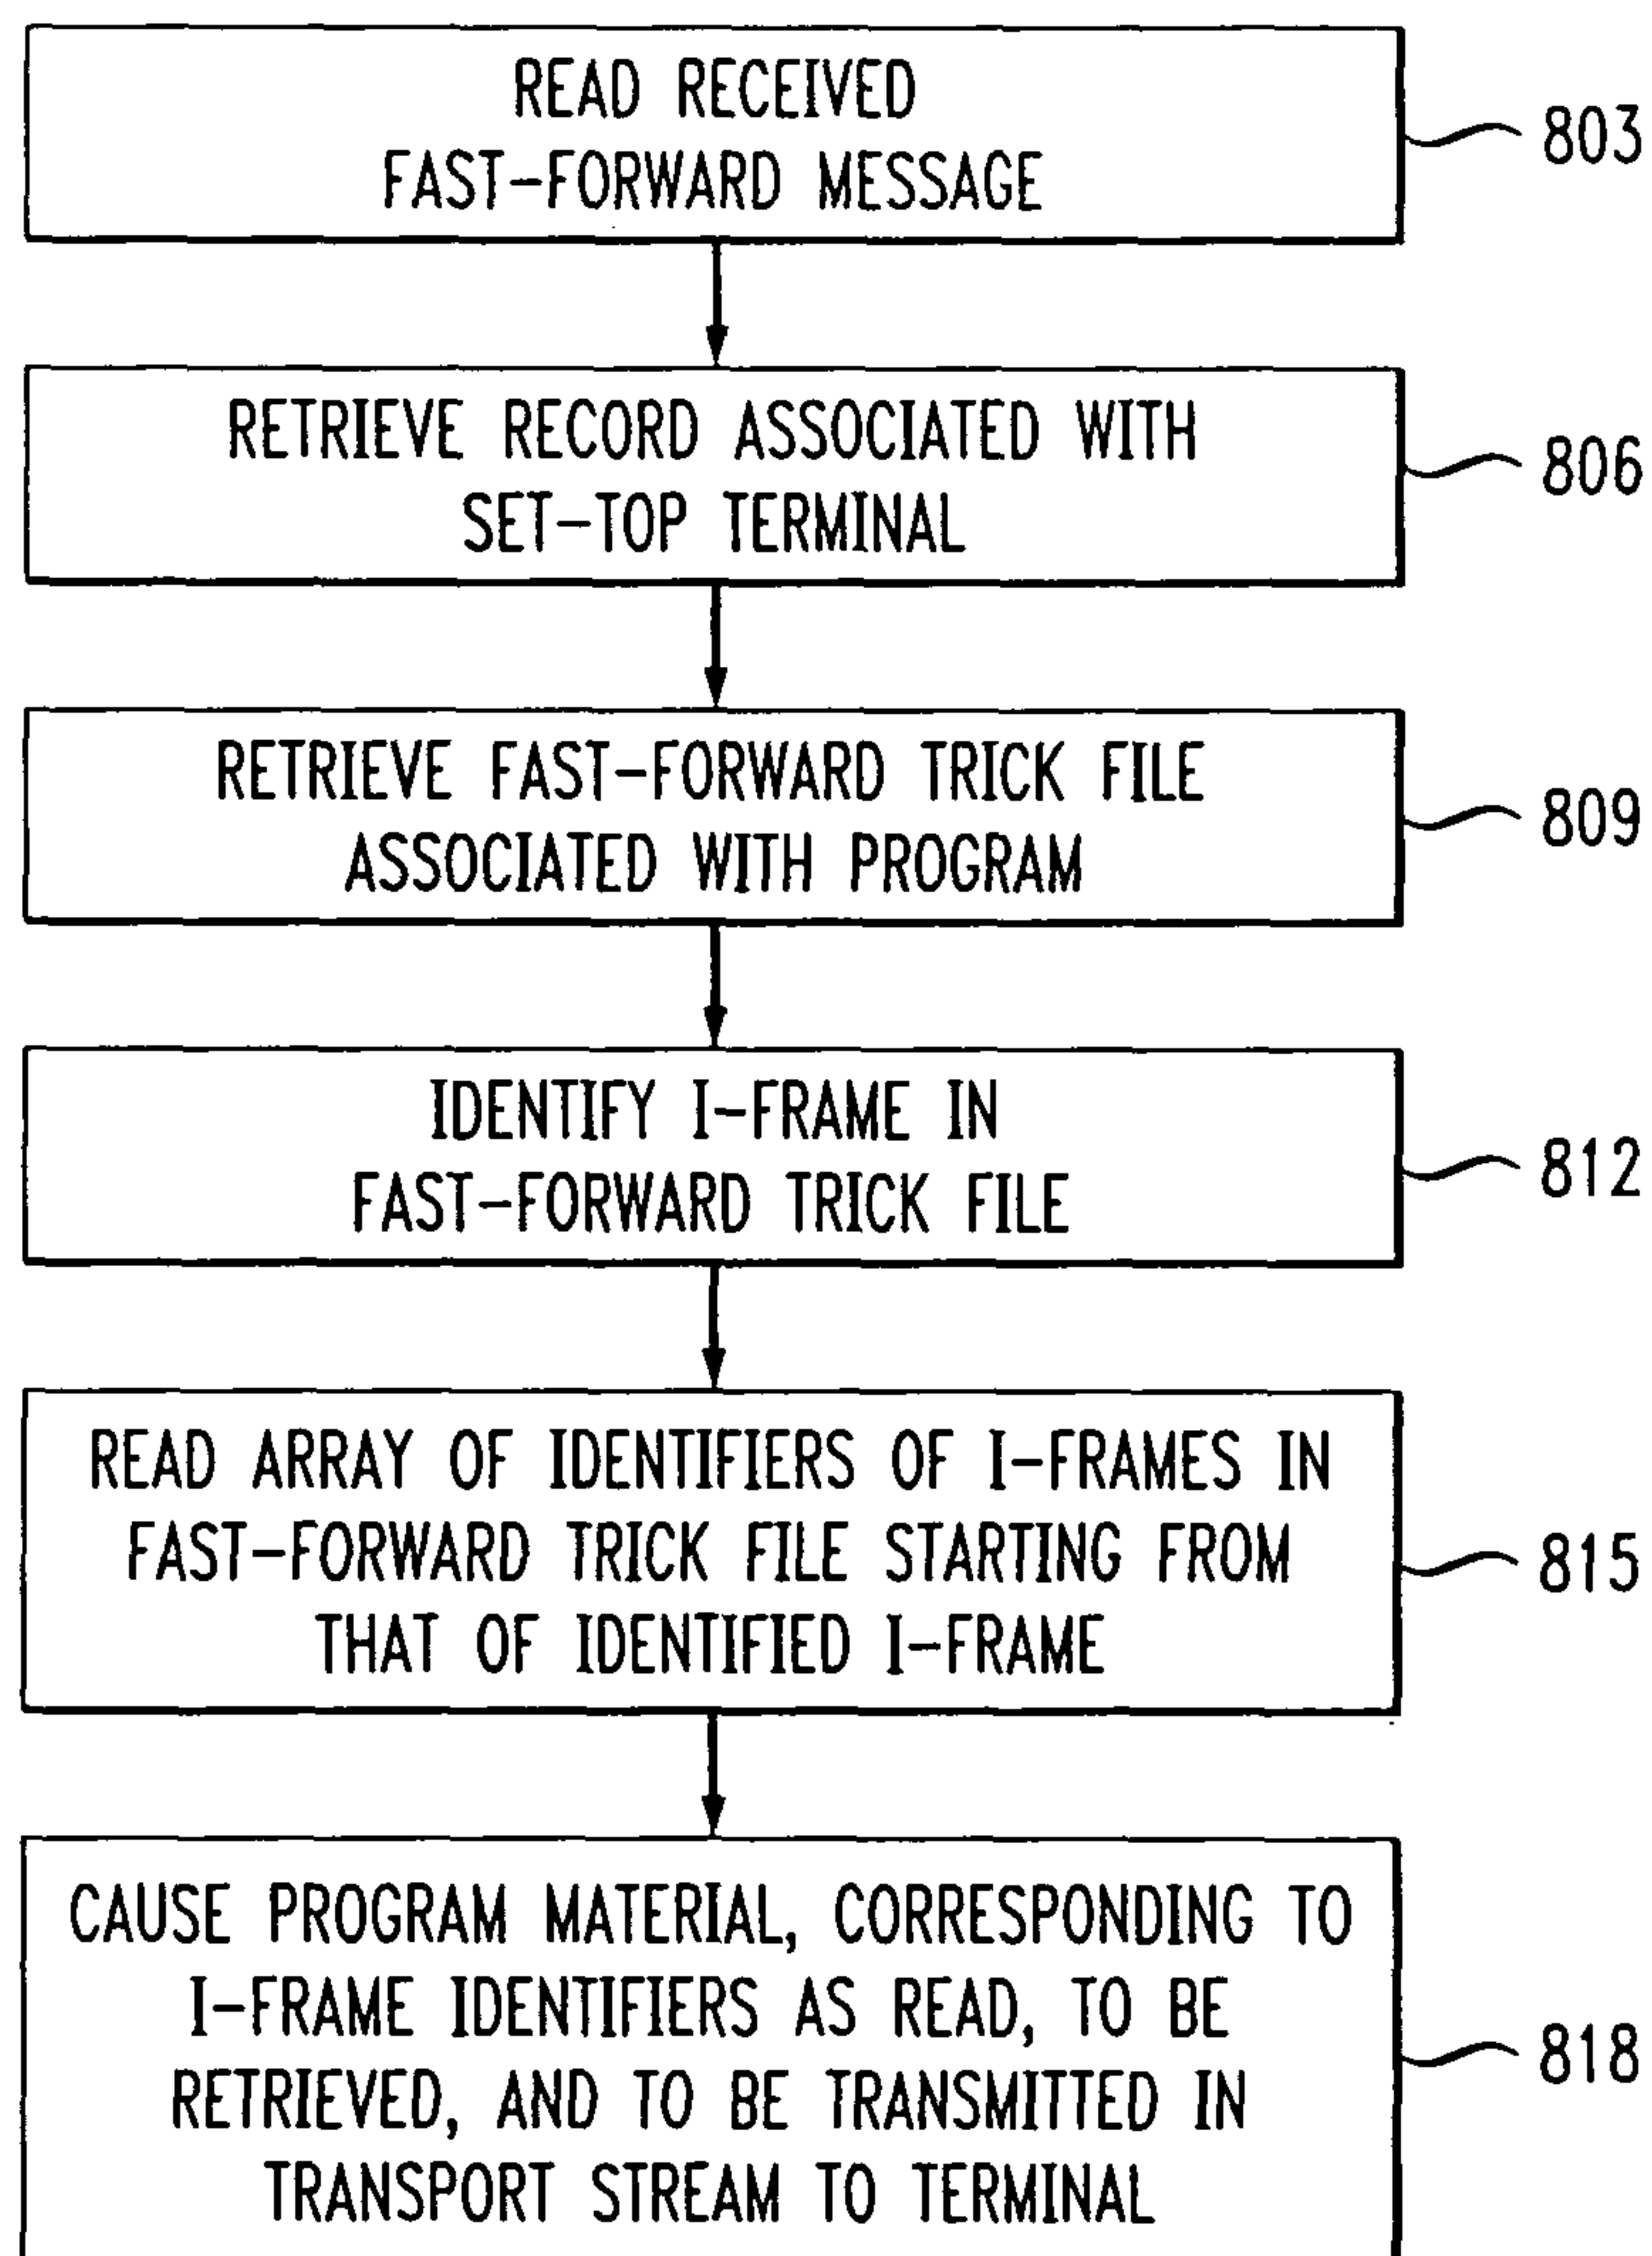 READ RECEIVED
FAST-FORWARD MESSAGE
803
RETRIEVE RECORD ASSOCIATED WITH
SET-TOP TERMINAL
806
RETRIEVE FAST-FORWARD TRICK FILE
ASSOCIATED WITH PROGRAM
809
IDENTIFY I-FRAME IN
FAST-FORWARD TRICK FILE
812
READ ARRAY OF IDENTIFIERS OF I-FRAMES IN
FAST-FORWARD TRICK FILE STARTING FROM
THAT OF IDENTIFIED I-FRAME
815
CAUSE PROGRAM MATERIAL, CORRESPONDING TO
I-FRAME IDENTIFIERS AS READ, TO BE
RETRIEVED, AND TO BE TRANSMITTED IN
TRANSPORT STREAM TO TERMINAL
818